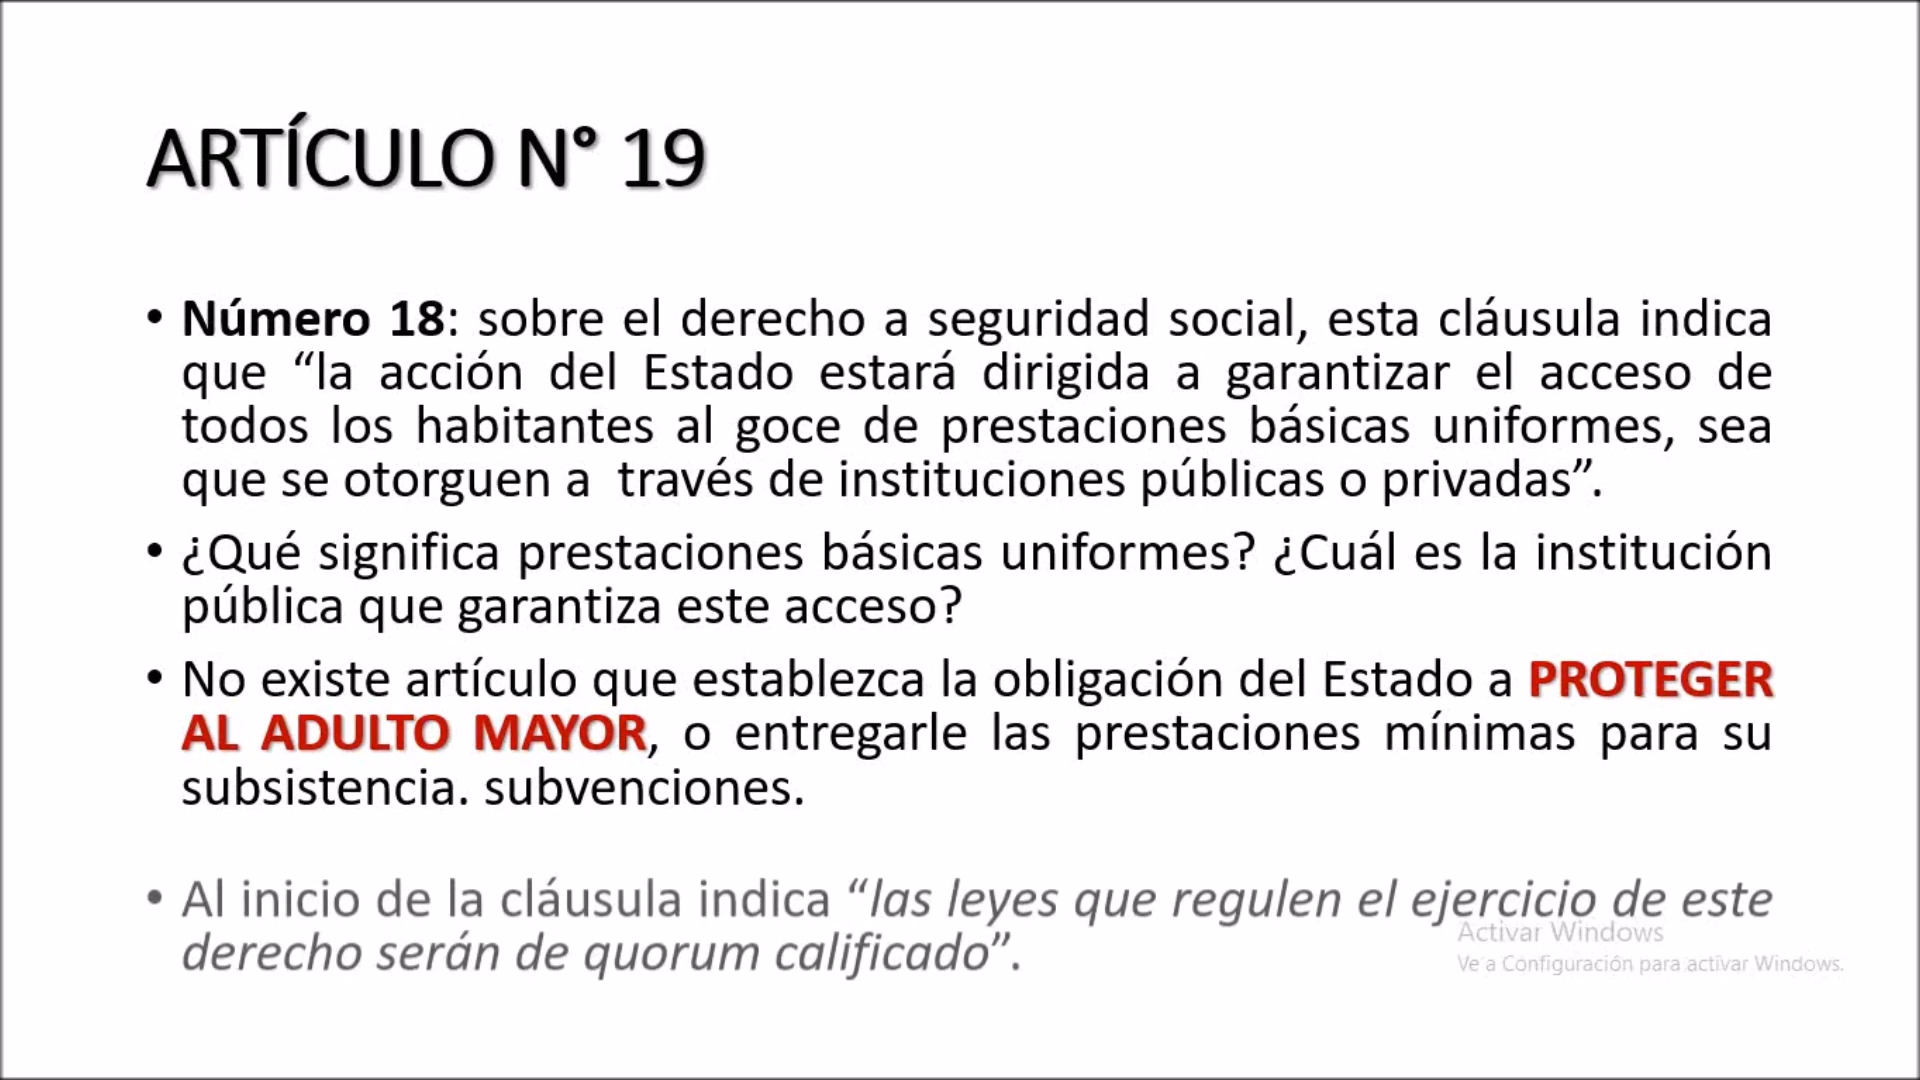 ARTÍCULO N° 19
• Número 18: sobre el derecho a seguridad social, esta cláusula indica
que “la acción del Estado estará dirigida a garantizar el acceso de
todos los habitantes al goce de prestaciones básicas uniformes, sea
que se otorguen a través de instituciones públicas o privadas”.
• ¿Qué significa prestaciones básicas uniformes? ¿Cuál es la institución
pública que garantiza este acceso?
• No existe artículo que establezca la obligación del Estado a PROTEGER
AL ADULTO MAYOR, o entregarle las prestaciones mínimas para su
subsistencia. subvenciones.
• Al inicio de la cláusula indica “las leyes que regulen el ejercicio de este
derecho serán de quorum calificado”.
Activar Windows
Ve a Configuración para activar Windows.